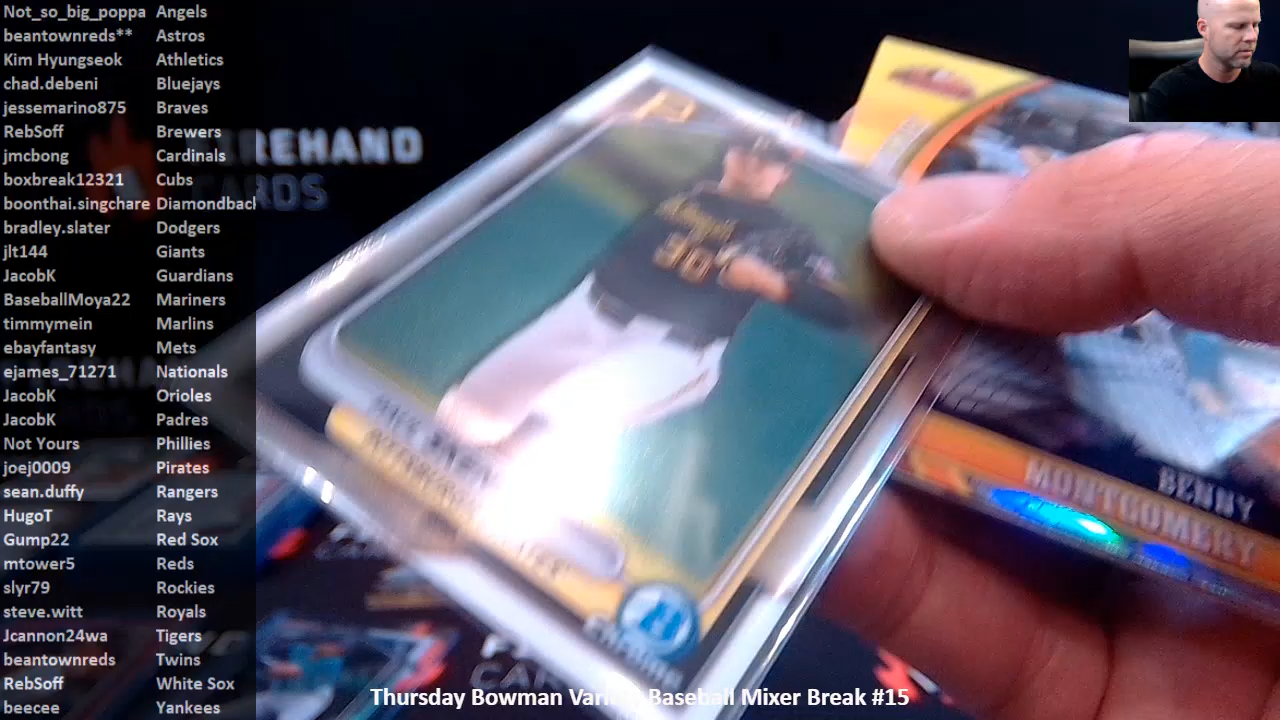 Not_so_big_poppa Angels
beantownreds** Astros
Kim Hyungseok Athletics
chad.debeni Bluejays
jessemarino875 Braves
RebSoff Brewers
jmcbong Cardinals
boxbreak12321 Cubs
boonthai.singchare Diamondback
bradley.slater Dodgers
jlt144 Giants
JacobK Guardians
BaseballMoya22 Mariners
timmymein Marlins
ebayfantasy Mets
ejames_71271 Nationals
JacobK Orioles
JacobK Padres
Not Yours Phillies
joej0009 Pirates
sean.duffy Rangers
HugoT Rays
Gump22 Red Sox
mtower5 Reds
slyr79 Rockies
steve.witt Royals
Jcannon24wa Tigers
beantownreds Twins
RebSoff White Sox
beecee Yankees
REHAND
CARDS
30
CHROME
BENNY
MONTGOMERY
Thursday Bowman Vari Baseball Mixer Break #15